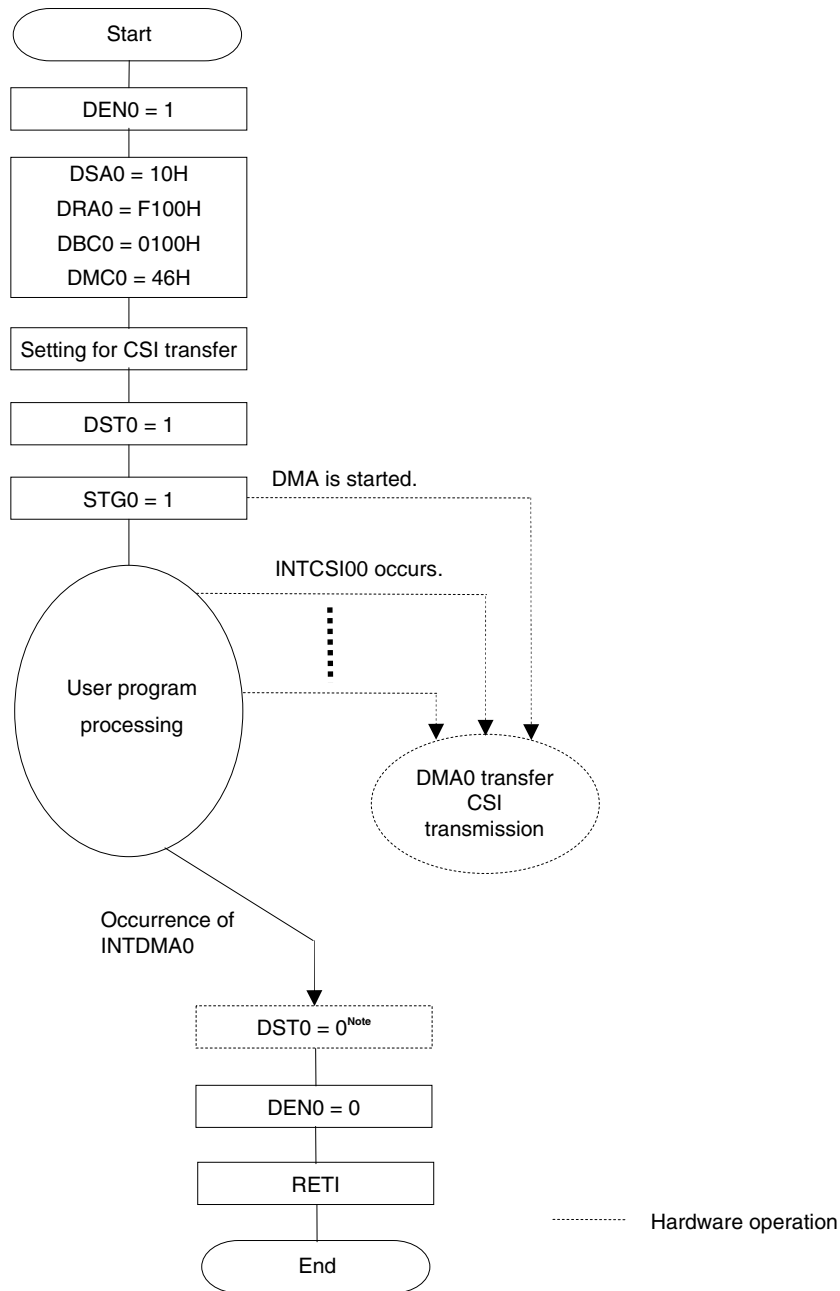 Start
DEN0 = 1
DSA0 = 10H
DRA0 = F100H
DBC0 = 0100H
DMC0 = 46H
Setting for CSI transfer
DST0 = 1
DMA is started.
STG0 = 1
INTCSI00 occurs.
User program
processing
DMA0 transfer
CSI
transmission
Occurrence of
INTDMA0
DST0 = 0Note
DEN0 = 0
RETI
Hardware operation
End